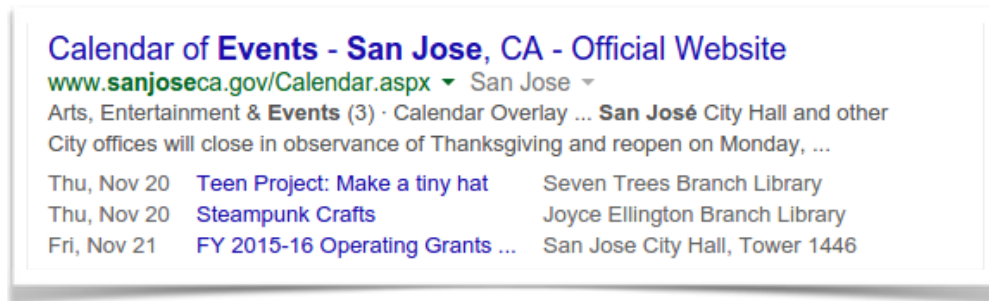 Calendar of Events - San Jose, CA - Official Website
www.sanjoseca.gov/Calendar.aspx ▾ San Jose ▾
Arts, Entertainment & Events (3) · Calendar Overlay ... San José City Hall and other
City offices will close in observance of Thanksgiving and reopen on Monday, ...
Thu, Nov 20 Teen Project: Make a tiny hat Seven Trees Branch Library
Thu, Nov 20 Steampunk Crafts Joyce Ellington Branch Library
Fri, Nov 21 FY 2015-16 Operating Grants ... San Jose City Hall, Tower 1446